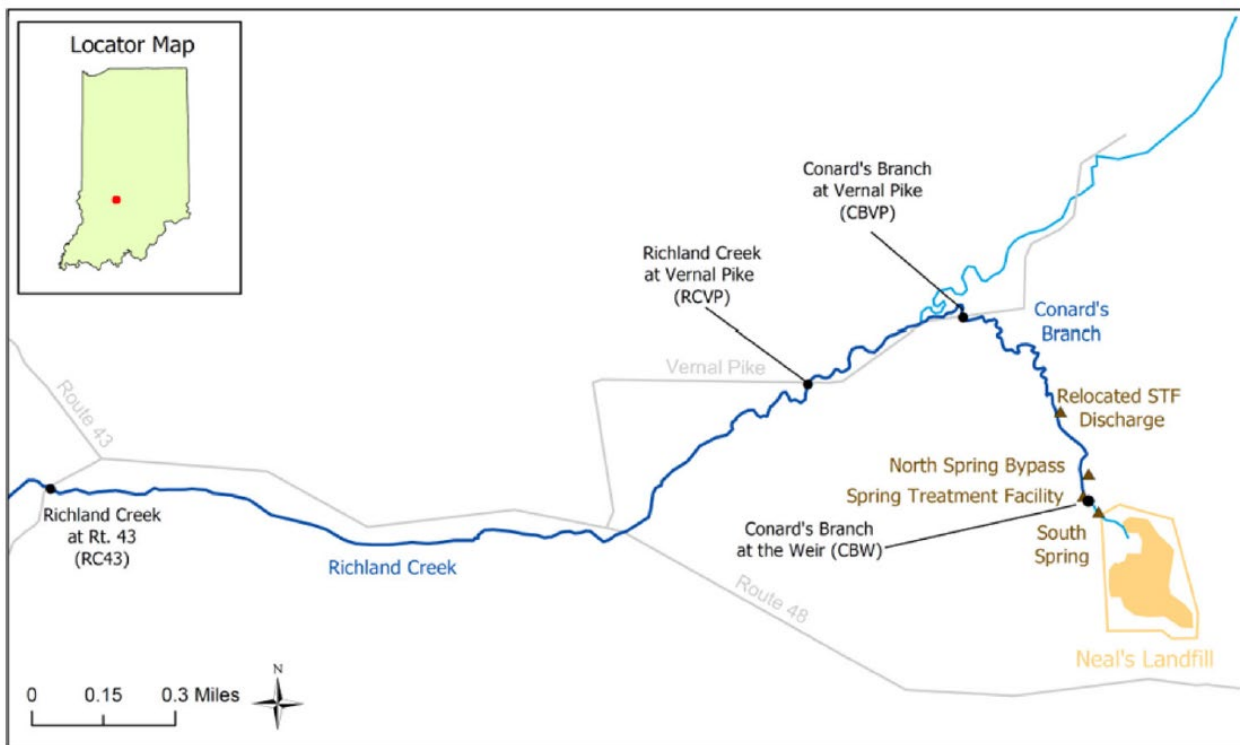 Locator Map
Conard's Branch
at Vernal Pike
(CBVP)
Richland Creek
at Vernal Pike
(RCVP)
Conard's
Branch
Vernal Pike
Route 43
Relocated STF
Discharge
North Spring Bypass
Spring Treatment Facility
Conard's Branch
at the Weir (CBW)
South
Spring
Richland Creek
at Rt. 43
(RC43)
Richland Creek
Route 48
Neal's Landfill
N
0 0.15 0.3 Miles